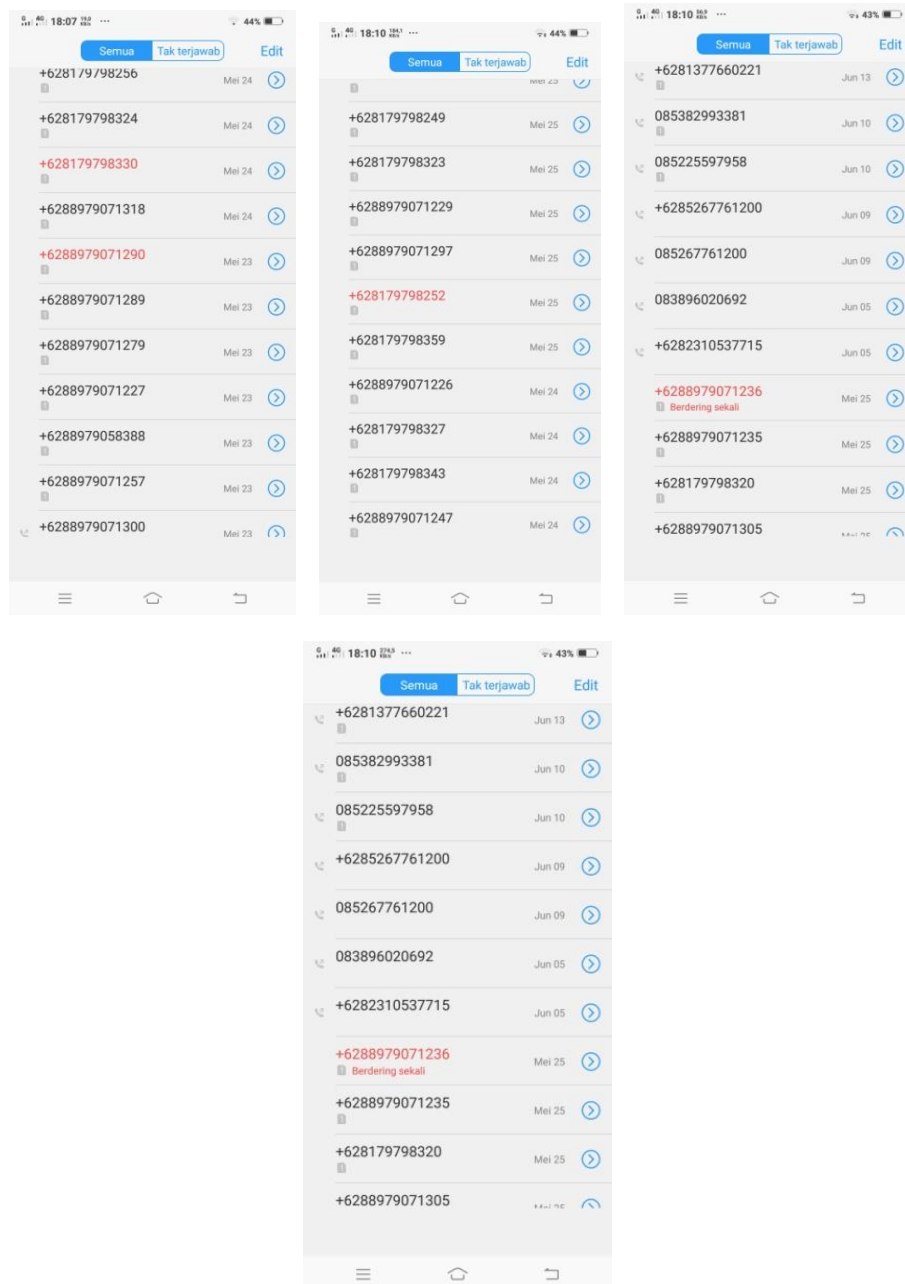 18:07
44%
Semua Tak terjawab Edit
+628179798256 Mei 24
+628179798324 Mei 24
+628179798330 Mei 24
+6288979071318 Mei 24
+6288979071290 Mei 23
+6288979071289 Mei 23
+6288979071279 Mei 23
+6288979071227 Mei 23
+6288979058388 Mei 23
+6288979071257 Mei 23
+6288979071300 Mei 23
18:10
44%
Semua Tak terjawab Edit
Mei 25
+628179798249 Mei 25
+628179798323 Mei 25
+6288979071229 Mei 25
+6288979071297 Mei 25
+628179798252 Mei 25
+628179798359 Mei 25
+6288979071226 Mei 24
+628179798327 Mei 24
+628179798343 Mei 24
+6288979071247 Mei 24
18:10
43%
Semua Tak terjawab Edit
+6281377660221 Jun 13
085382993381 Jun 10
085225597958 Jun 10
+6285267761200 Jun 09
085267761200 Jun 09
083896020692 Jun 05
+6282310537715 Jun 05
+6288979071236 Mei 25
Berdering sekali
+6288979071235 Mei 25
+628179798320 Mei 25
+6288979071305 Mei 25
18:10
43%
Semua Tak terjawab Edit
+6281377660221 Jun 13
085382993381 Jun 10
085225597958 Jun 10
+6285267761200 Jun 09
085267761200 Jun 09
083896020692 Jun 05
+6282310537715 Jun 05
+6288979071236 Mei 25
Berdering sekali
+6288979071235 Mei 25
+628179798320 Mei 25
+6288979071305 Mei 25